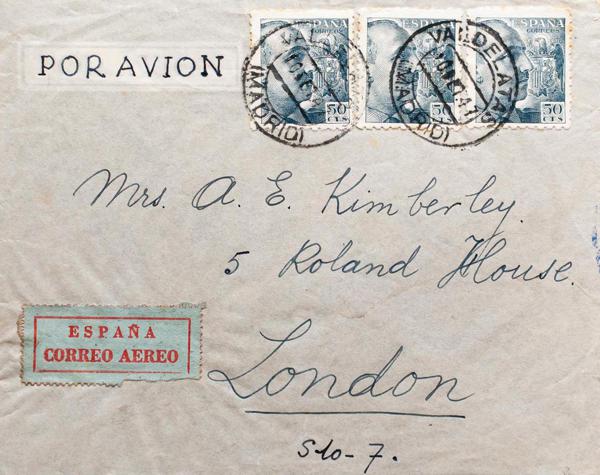 POR AVION
ESPAÑA
CORREOS
50
CTS
ESPAÑA
CORREOS
50
CTS
ESPAÑA
CORREOS
50
CTS
(MADRID)
VALDELATAS
(MADRID)
Mrs. A. E. Kimberley.
5 Roland House.
ESPAÑA
CORREO AEREO
London
S10-7.